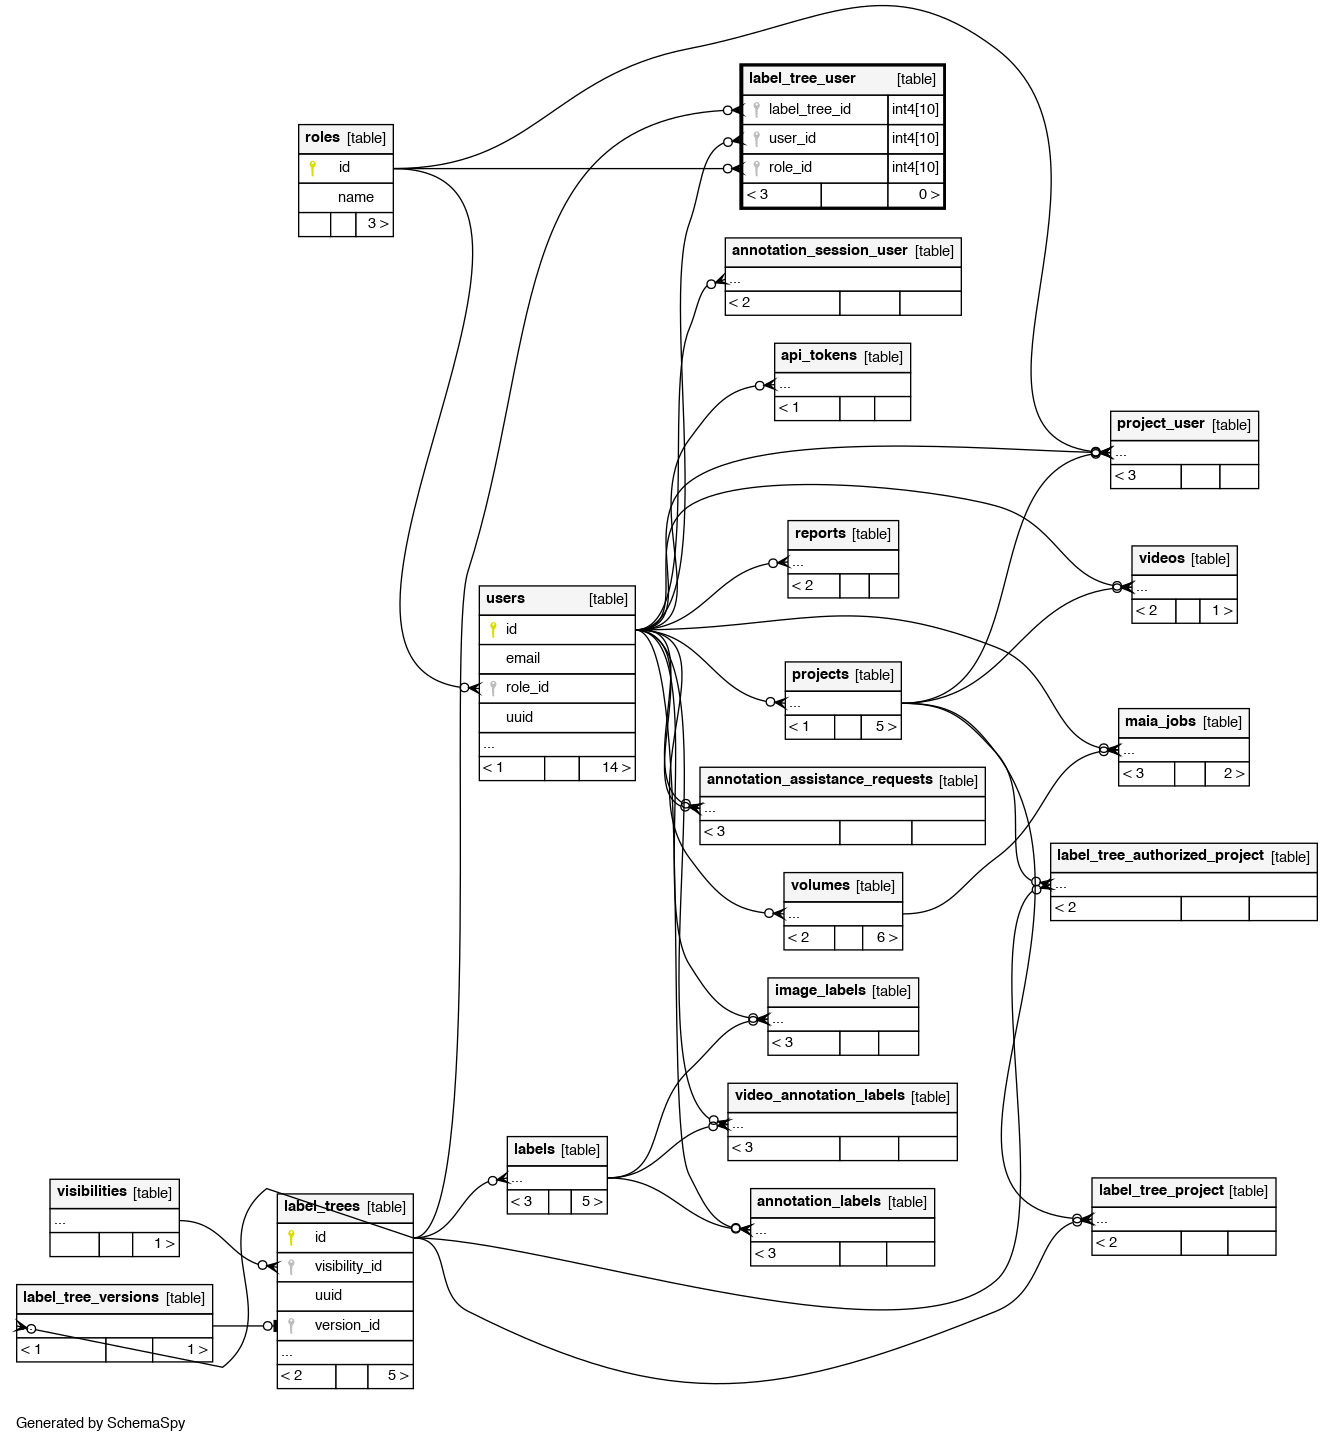 label_tree_user [table]
label_tree_id int4[10]
user_id int4[10]
role_id int4[10]
< 3 0 >
roles [table]
id
name
3 >
annotation_session_user [table]
...
< 2
api_tokens [table]
...
< 1
project_user [table]
...
< 3
reports [table]
...
< 2
videos [table]
...
< 2 1 >
users [table]
id
email
role_id
uuid
...
< 1 14 >
projects [table]
...
< 1 5 >
maia_jobs [table]
...
< 3 2 >
annotation_assistance_requests [table]
...
< 3
label_tree_authorized_project [table]
...
< 2
volumes [table]
...
< 2 6 >
image_labels [table]
...
< 3
video_annotation_labels [table]
...
< 3
labels [table]
...
< 3 5 >
annotation_labels [table]
...
< 3
label_tree_project [table]
...
< 2
visibilities [table]
...
1 >
label_trees [table]
id
visibility_id
uuid
version_id
...
< 2 5 >
label_tree_versions [table]
...
< 1 1 >
Generated by SchemaSpy